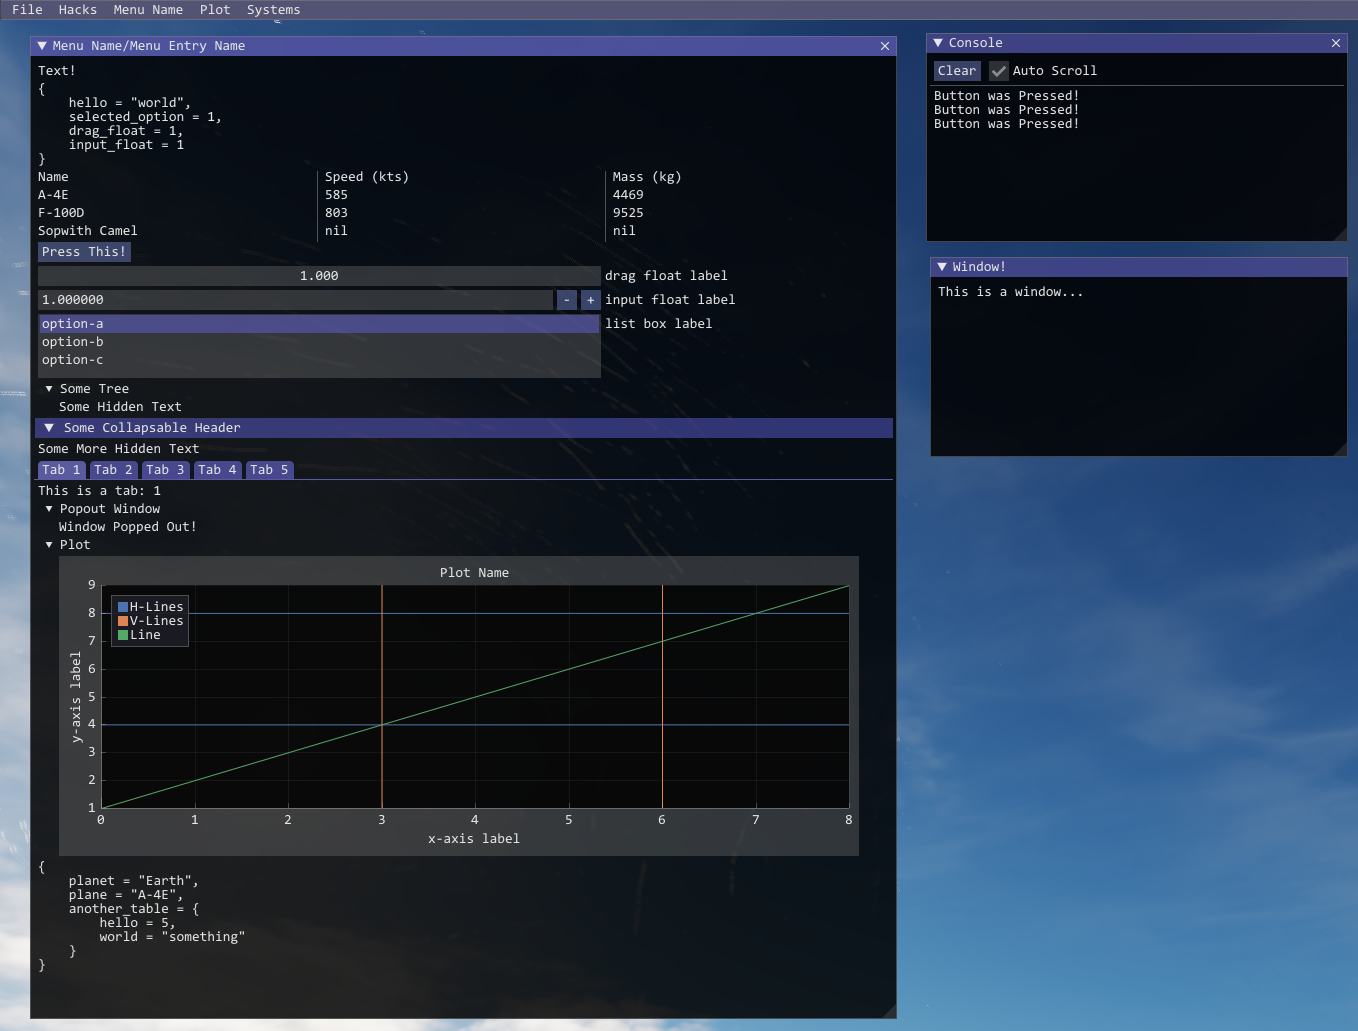 File Hacks Menu Name Plot Systems
Menu Name/Menu Entry Name
Text!
{
    hello = "world",
    selected_option = 1,
    drag_float = 1,
    input_float = 1
}
Name Speed (kts) Mass (kg)
A-4E 585 4469
F-100D 803 9525
Sopwith Camel nil nil
Press This!
1.000 drag float label
1.000000 - + input float label
option-a list box label
option-b
option-c
Some Tree
Some Hidden Text
Some Collapsable Header
Some More Hidden Text
Tab 1 Tab 2 Tab 3 Tab 4 Tab 5
This is a tab: 1
Popout Window
Window Popped Out!
Plot
Plot Name
H-Lines
V-Lines
Line
9
8
7
6
5
4
3
2
1
y-axis label
0 1 2 3 4 5 6 7 8
x-axis label
{
    planet = "Earth",
    plane = "A-4E",
    another_table = {
        hello = 5,
        world = "something"
    }
}
Console
Clear Auto Scroll
Button was Pressed!
Button was Pressed!
Button was Pressed!
Window!
This is a window...